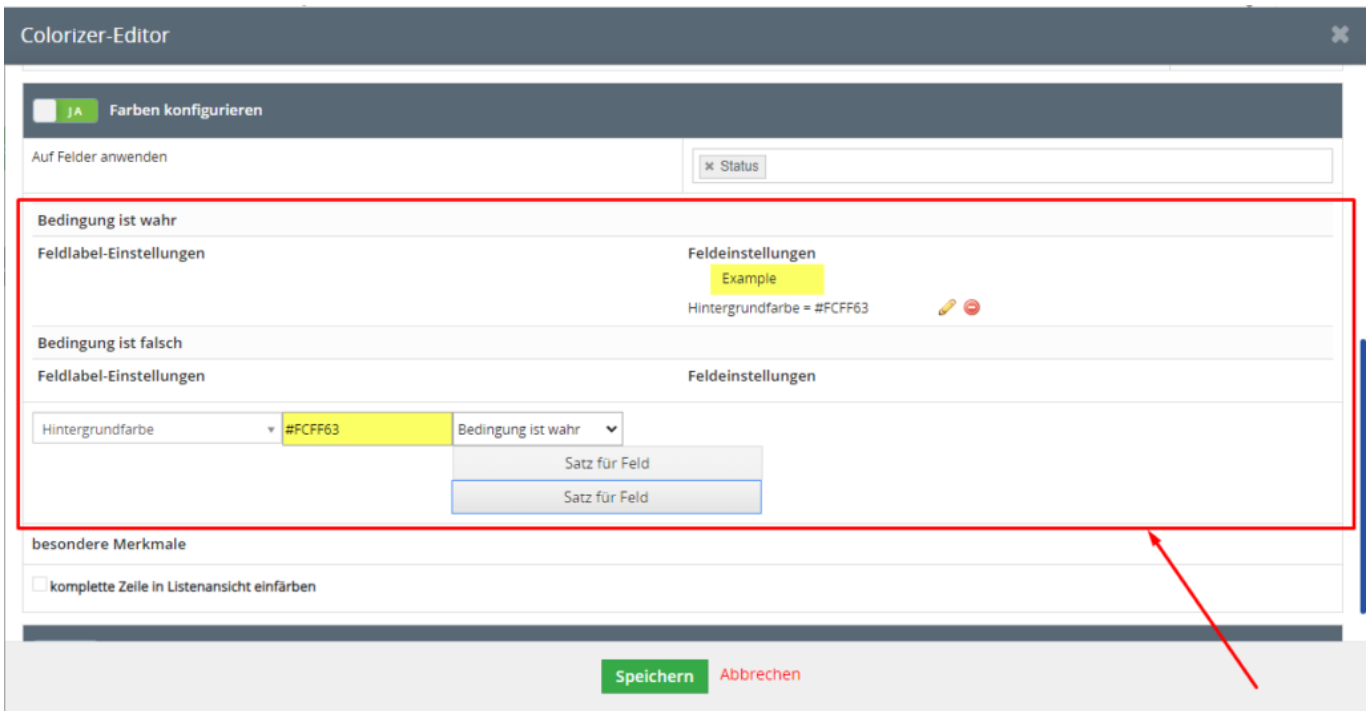 Colorizer-Editor
JA Farben konfigurieren
Auf Felder anwenden
× Status
Bedingung ist wahr
Feldlabel-Einstellungen Feldeinstellungen
Example
Hintergrundfarbe = #FCFF63
Bedingung ist falsch
Feldlabel-Einstellungen Feldeinstellungen
Hintergrundfarbe #FCFF63 Bedingung ist wahr
Satz für Feld
Satz für Feld
besondere Merkmale
komplette Zeile in Listenansicht einfärben
Speichern Abbrechen